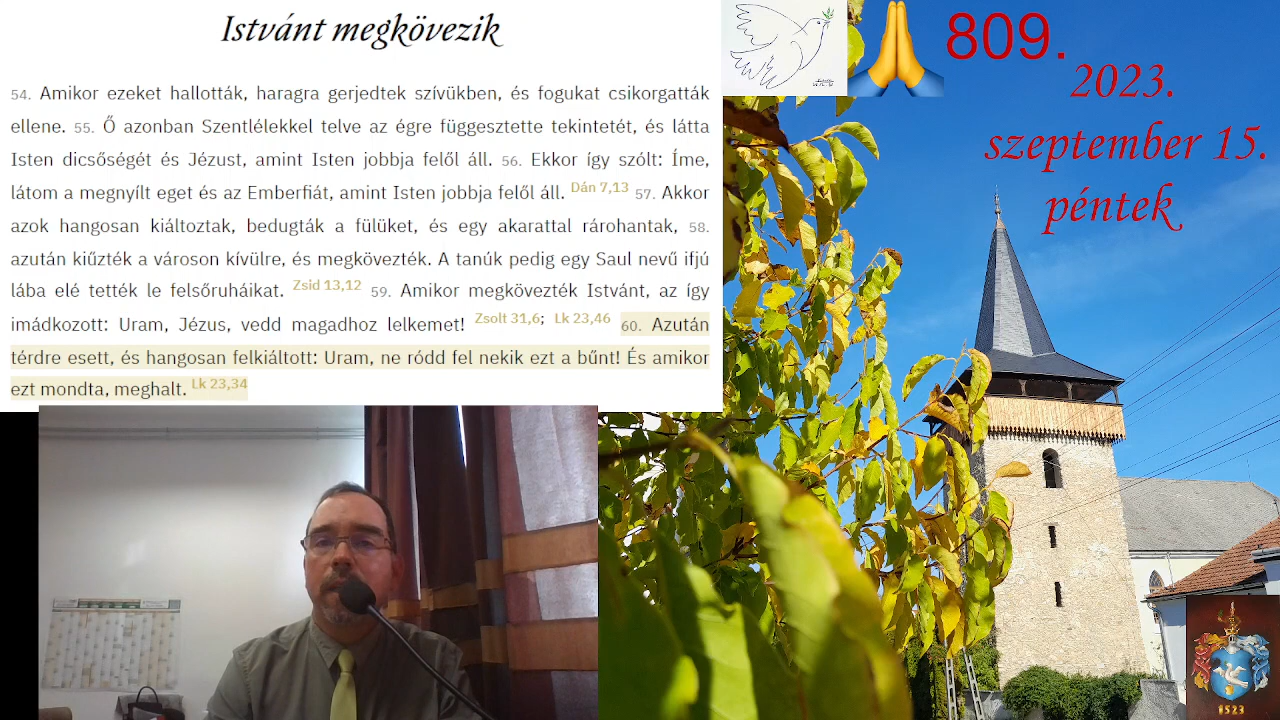 Istvánt megkövezik
54. Amikor ezeket hallották, haragra gerjedtek szívükben, és fogukat csikorgatták
ellene. 55. Ő azonban Szentlélekkel telve az égre függesztette tekintetét, és látta
Isten dicsőségét és Jézust, amint Isten jobbja felől áll. 56. Ekkor így szólt: Íme,
látom a megnyílt eget és az Emberfiát, amint Isten jobbja felől áll. Dán 7,13 57. Akkor
azok hangosan kiáltoztak, bedugták a fülüket, és egy akarattal rárohantak, 58.
azután kiűzték a városon kívülre, és megkövezték. A tanúk pedig egy Saul nevű ifjú
lába elé tették le felsőruháikat. Zsid 13,12 59. Amikor megkövezték Istvánt, az így
imádkozott: Uram, Jézus, vedd magadhoz lelkemet! Zsolt 31,6; Lk 23,46 60. Azután
térdre esett, és hangosan felkiáltott: Uram, ne ródd fel nekik ezt a bűnt! És amikor
ezt mondta, meghalt. Lk 23,34
809.
2023.
szeptember 15.
péntek
1523